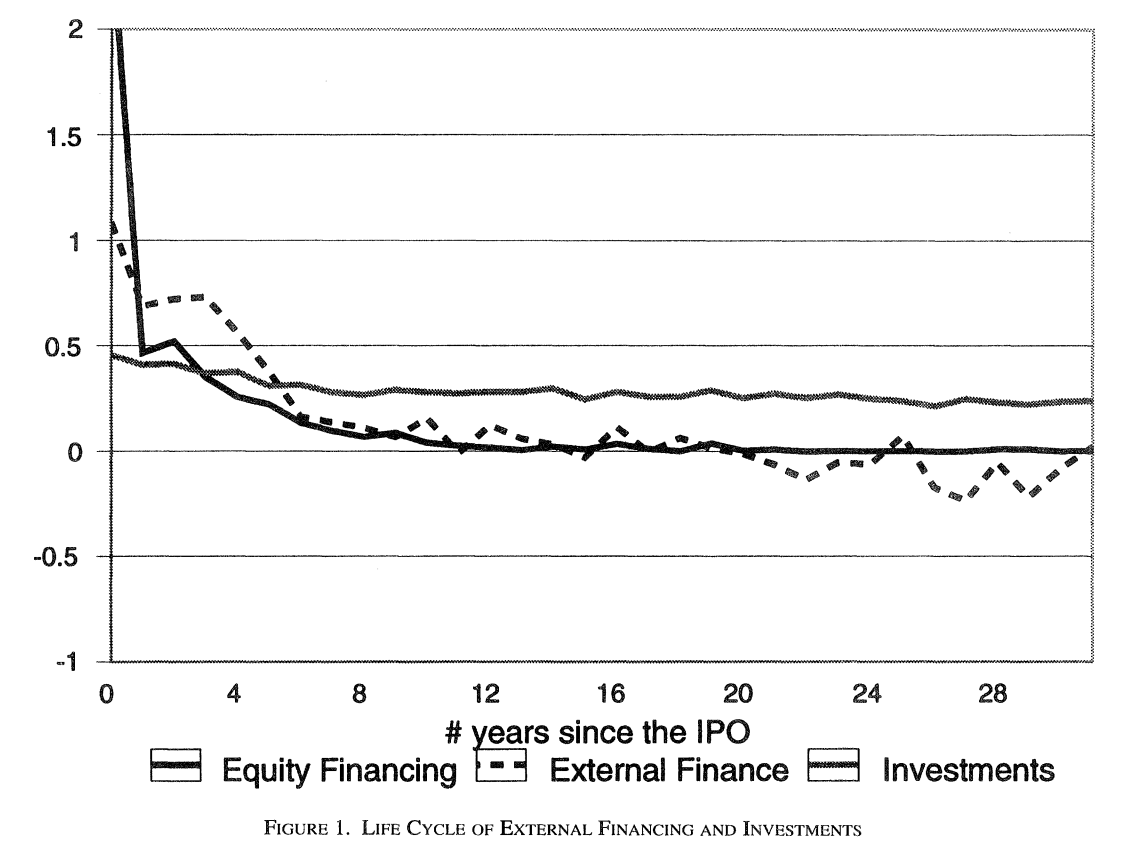 2
1.5
1
0.5
0
-0.5
-1
0 4 8 12 16 20 24 28
# years since the IPO
Equity Financing External Finance Investments
FIGURE 1. LIFE CYCLE OF EXTERNAL FINANCING AND INVESTMENTS